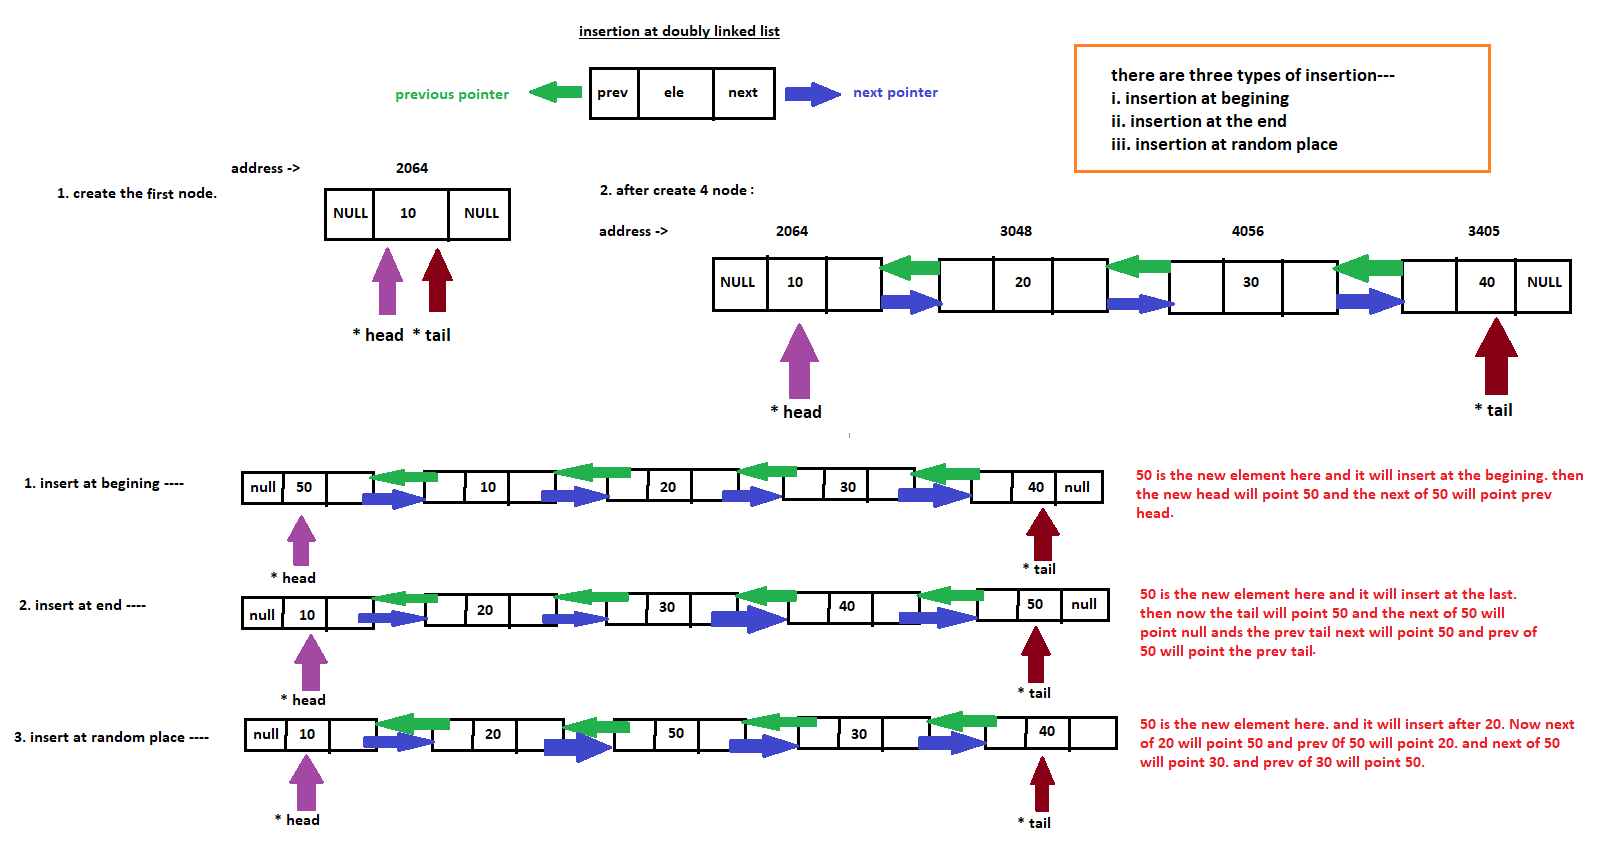 insertion at doubly linked list
previous pointer
prev ele next
next pointer
there are three types of insertion---
i. insertion at begining
ii. insertion at the end
iii. insertion at random place
address -> 2064
1. create the first node.
NULL 10 NULL
* head * tail
2. after create 4 node :
address -> 2064 3048 4056 3405
NULL 10 20 30 40 NULL
* head
* tail
1. insert at begining ----
null 50 10 20 30 40 null
* head
* tail
50 is the new element here and it will insert at the begining. then
the new head will point 50 and the next of 50 will point prev
head.
2. insert at end ----
null 10 20 30 40 50 null
* head
* tail
50 is the new element here and it will insert at the last.
then now the tail will point 50 and the next of 50 will
point null ands the prev tail next will point 50 and prev of
50 will point the prev tail.
3. insert at random place ----
null 10 20 50 30 40
* head
* tail
50 is the new element here. and it will insert after 20. Now next
of 20 will point 50 and prev 0f 50 will point 20. and next of 50
will point 30. and prev of 30 will point 50.